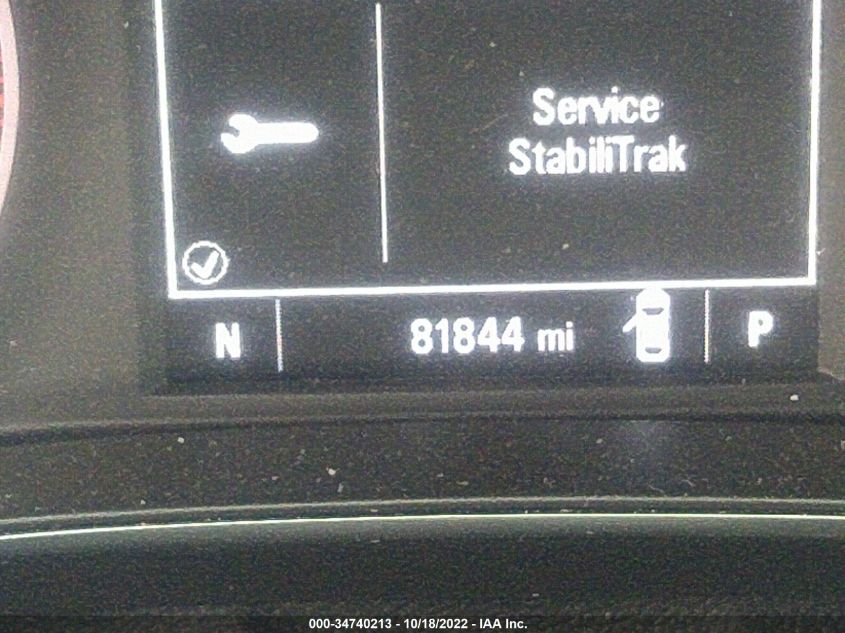 Service
StabiliTrak
N 81844 mi P
000-34740213 - 10/18/2022 - IAA Inc.